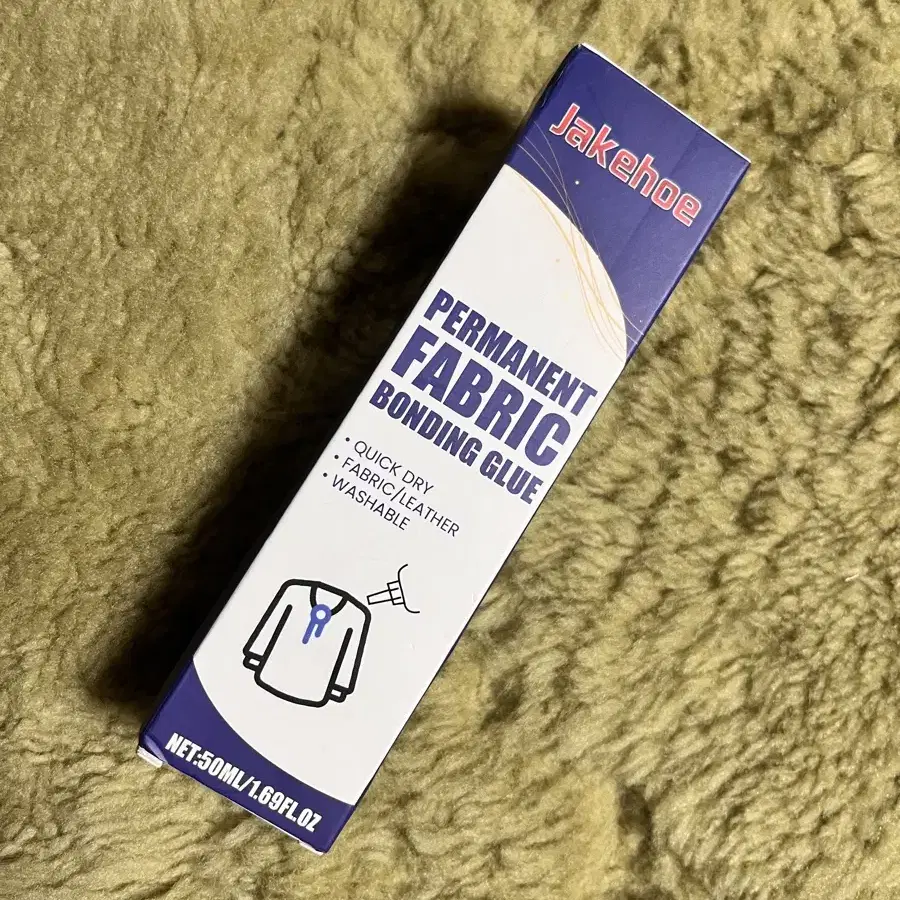 Jakehoe
PERMANENT
FABRIC
BONDING GLUE
• QUICK DRY
• FABRIC/LEATHER
• WASHABLE
NET:50ML/1.69FL.OZ